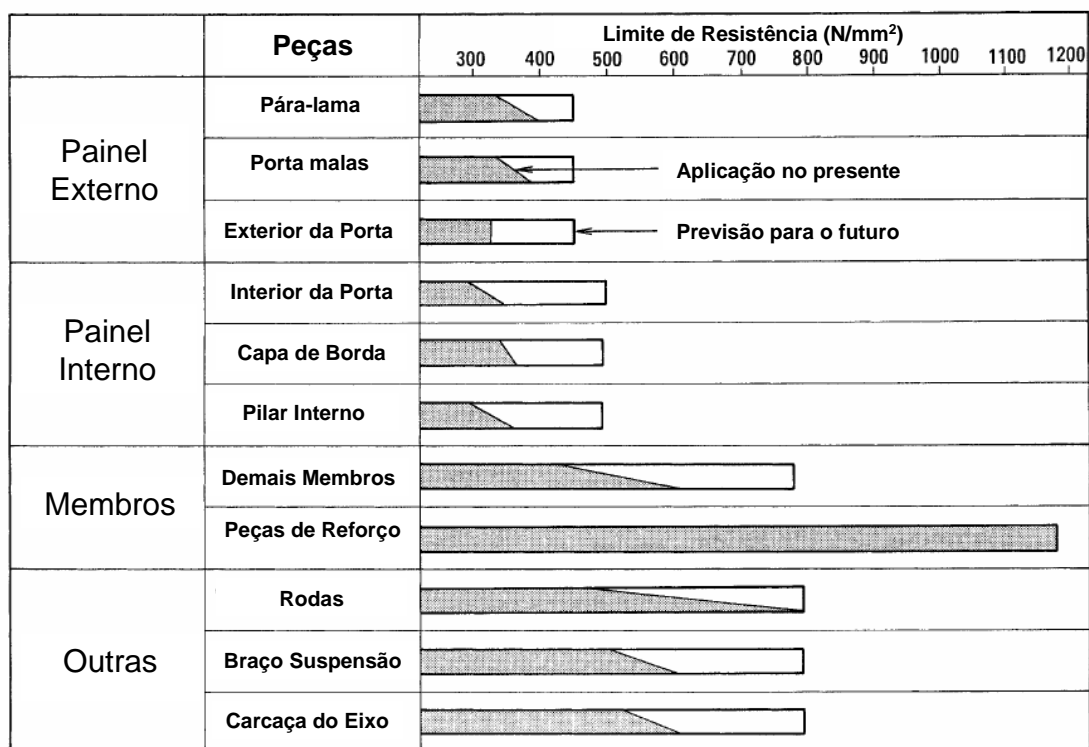 Peças
Limite de Resistência (N/mm²)
300 400 500 600 700 800 900 1000 1100 1200
Painel
Externo
Pára-lama
Porta malas
Aplicação no presente
Exterior da Porta
Previsão para o futuro
Painel
Interno
Interior da Porta
Capa de Borda
Pilar Interno
Membros
Demais Membros
Peças de Reforço
Outras
Rodas
Braço Suspensão
Carcaça do Eixo